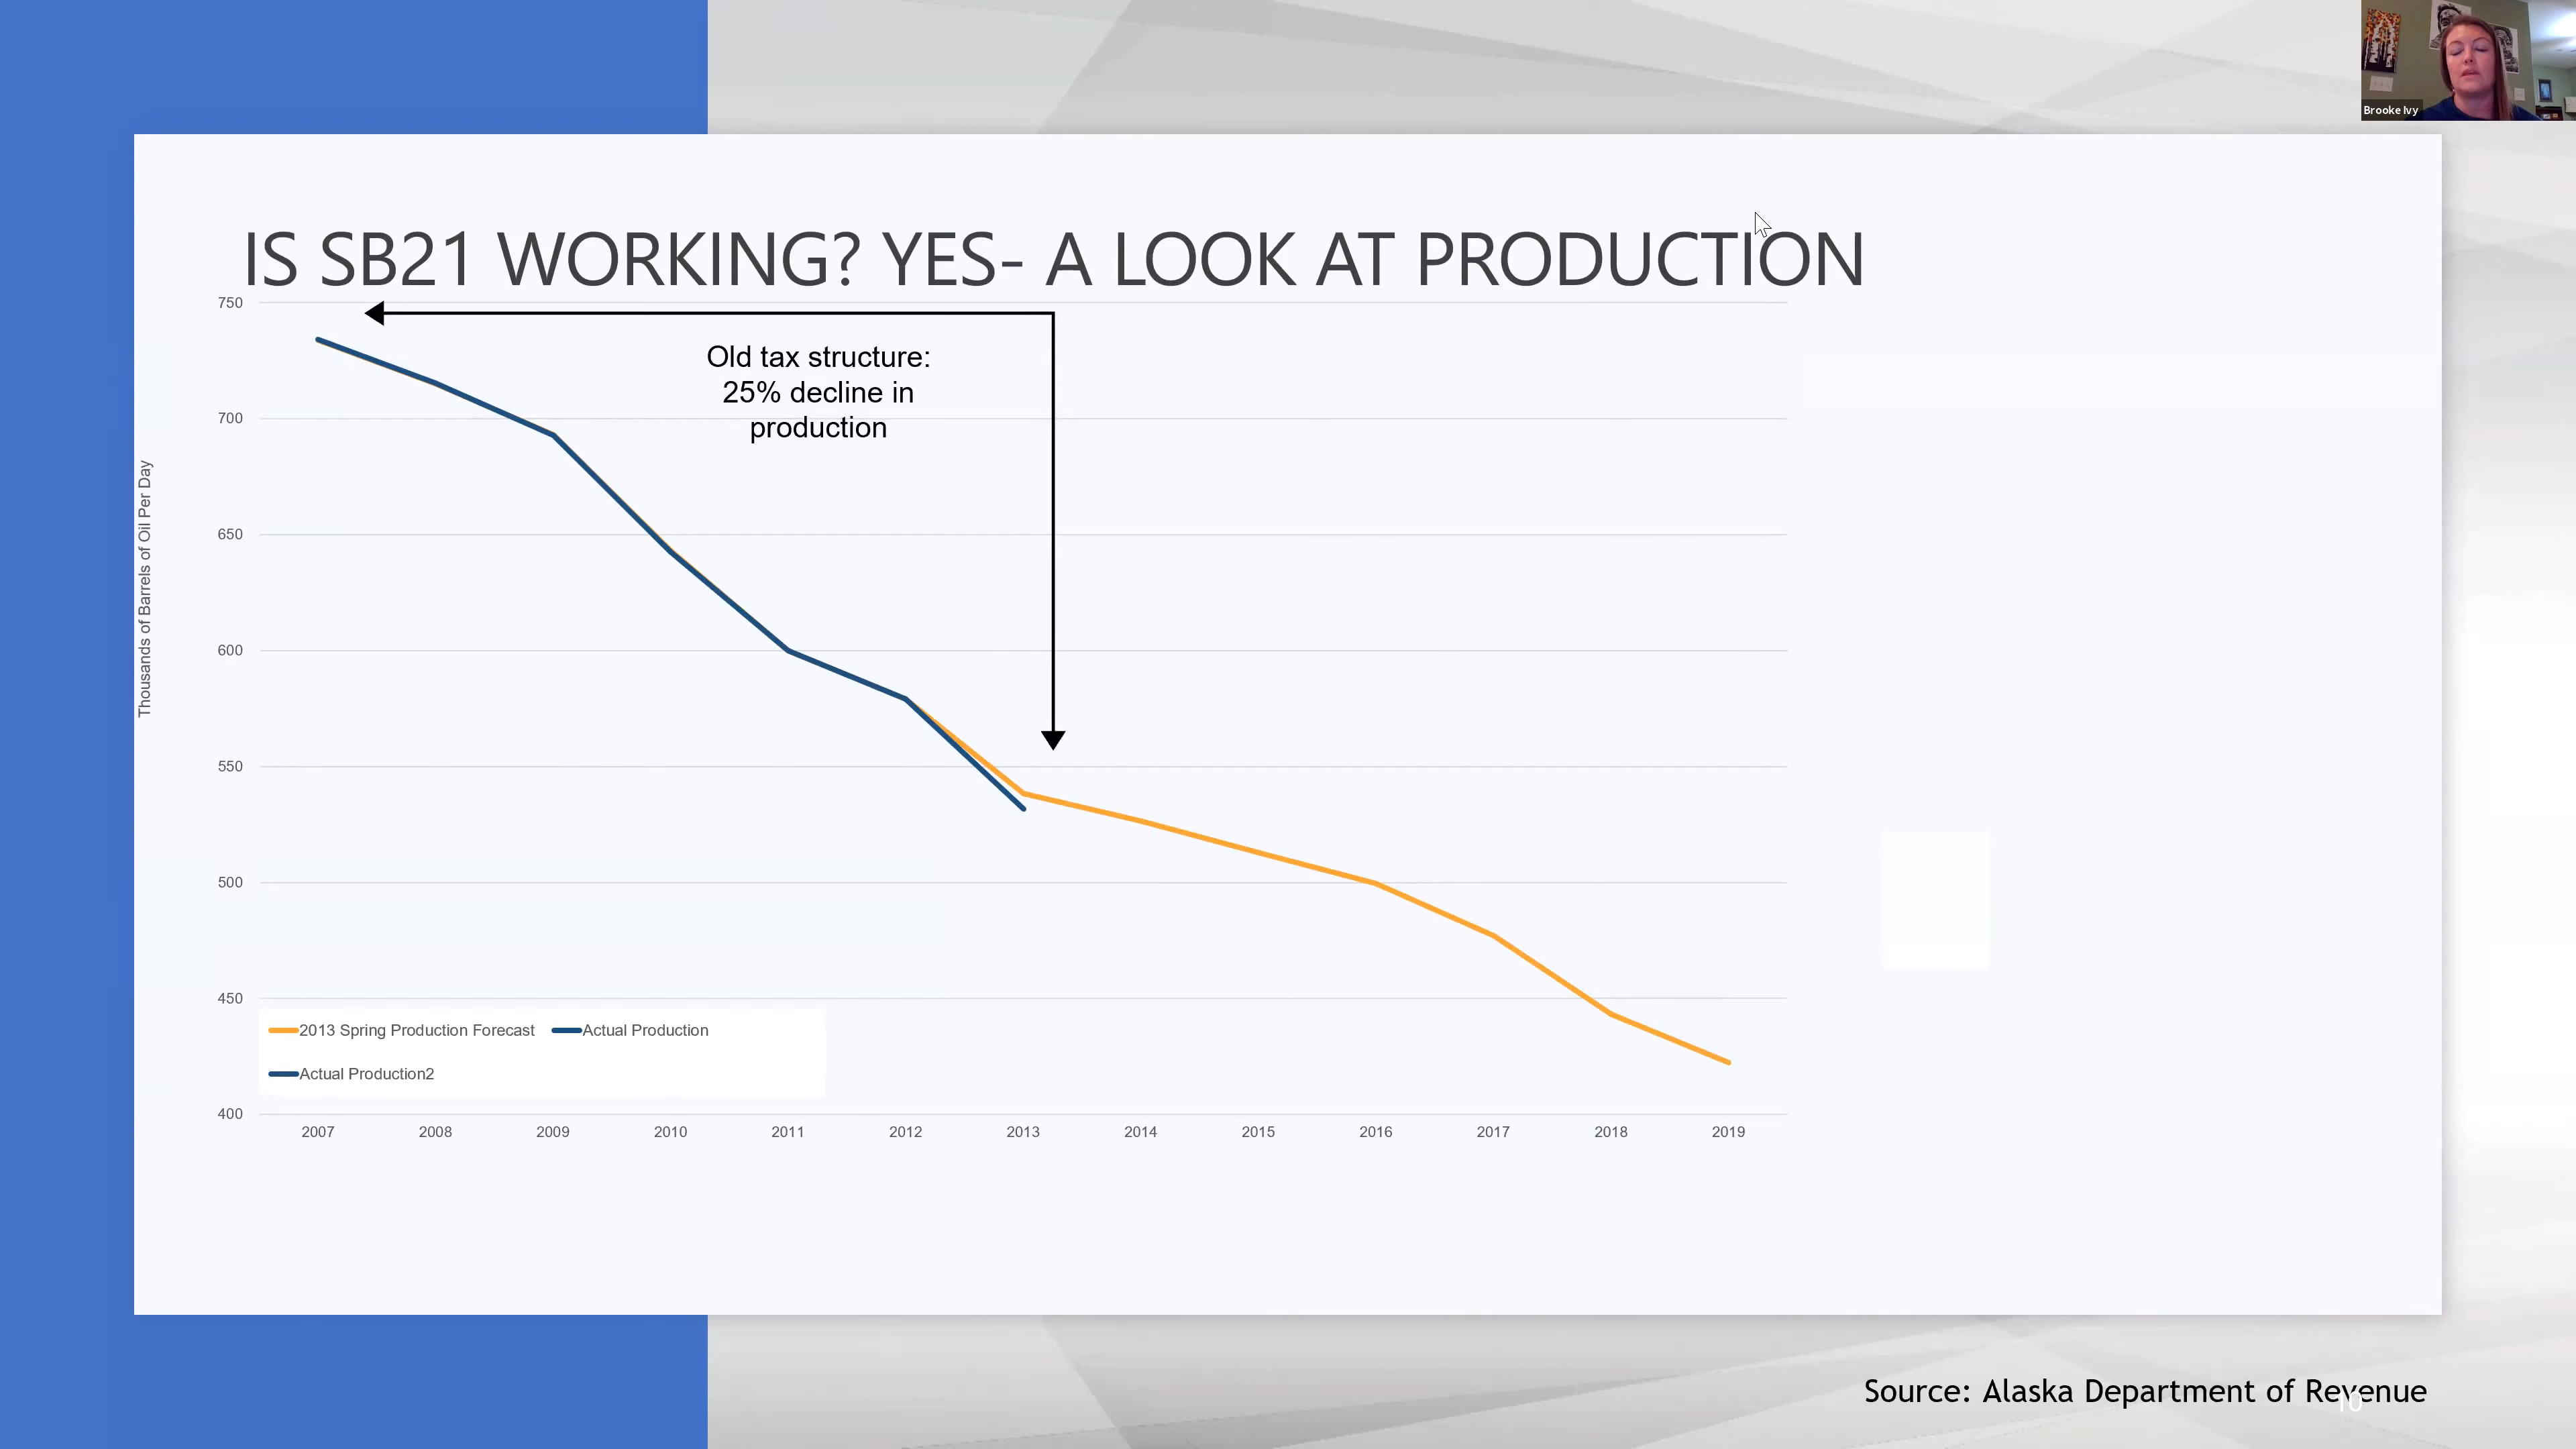 Brooke Ivy
IS SB21 WORKING? YES- A LOOK AT PRODUCTION
Old tax structure:
25% decline in
production
Thousands of Barrels of Oil Per Day
750
700
650
600
550
500
450
400
2013 Spring Production Forecast
Actual Production
Actual Production2
2007
2008
2009
2010
2011
2012
2013
2014
2015
2016
2017
2018
2019
Source: Alaska Department of Revenue
10